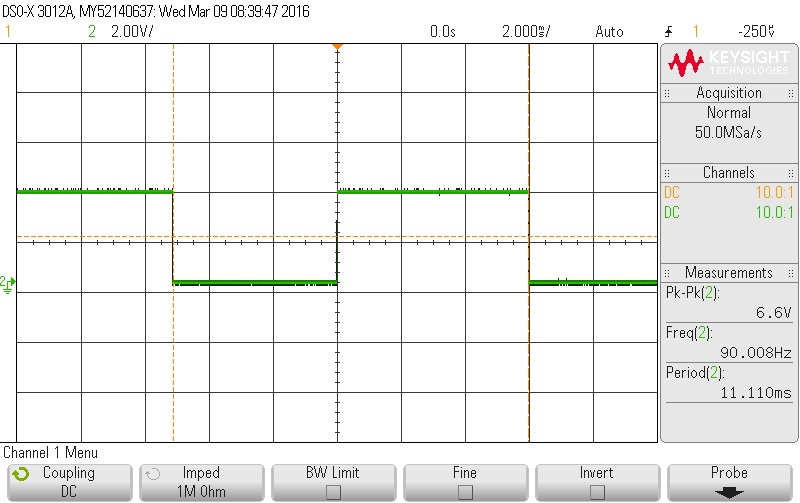 DSO-X 3012A, MY52140637: Wed Mar 09 08:39:47 2016
1 2 2.00V/ 0.0s 2.000ms/ Auto 1 -250V
KEYSIGHT
TECHNOLOGIES
Acquisition
Normal
50.0MSa/s
Channels
DC 10.0:1
DC 10.0:1
2
Measurements
Pk-Pk(2):
6.6V
Freq(2):
90.008Hz
Period(2):
11.110ms
Channel 1 Menu
Coupling Imped BW Limit Fine Invert Probe
DC 1M Ohm